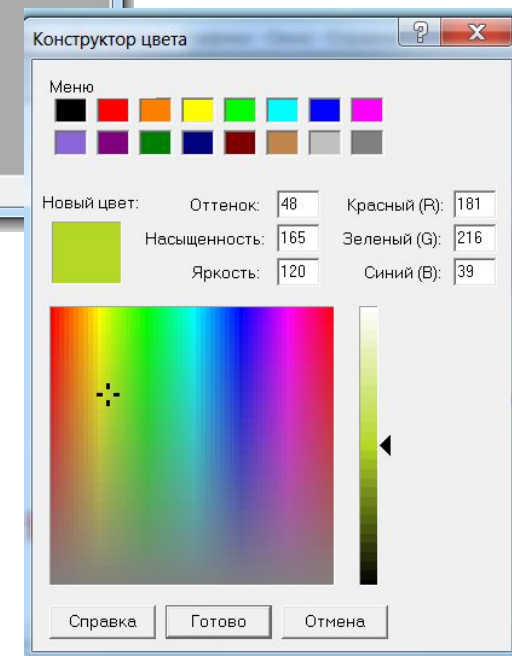 Конструктор цвета
Меню
Новый цвет: Оттенок: 48 Красный (R): 181
Насыщенность: 165 Зеленый (G): 216
Яркость: 120 Синий (B): 39
Справка Готово Отмена